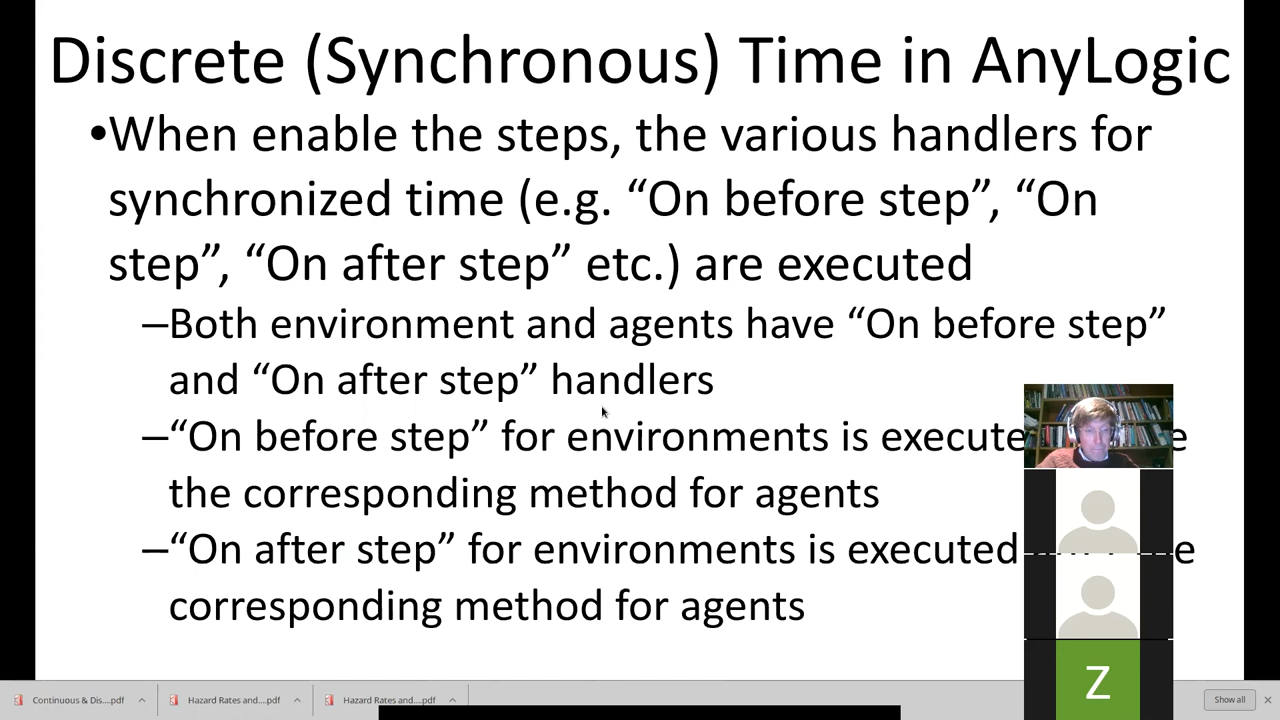 Discrete (Synchronous) Time in AnyLogic
•When enable the steps, the various handlers for
synchronized time (e.g. “On before step”, “On
step”, “On after step” etc.) are executed
–Both environment and agents have “On before step”
and “On after step” handlers
–“On before step” for environments is execute
the corresponding method for agents
–“On after step” for environments is executed
corresponding method for agents
Z
Continuous & Dis....pdf
Hazard Rates and....pdf
Hazard Rates and....pdf
Show all